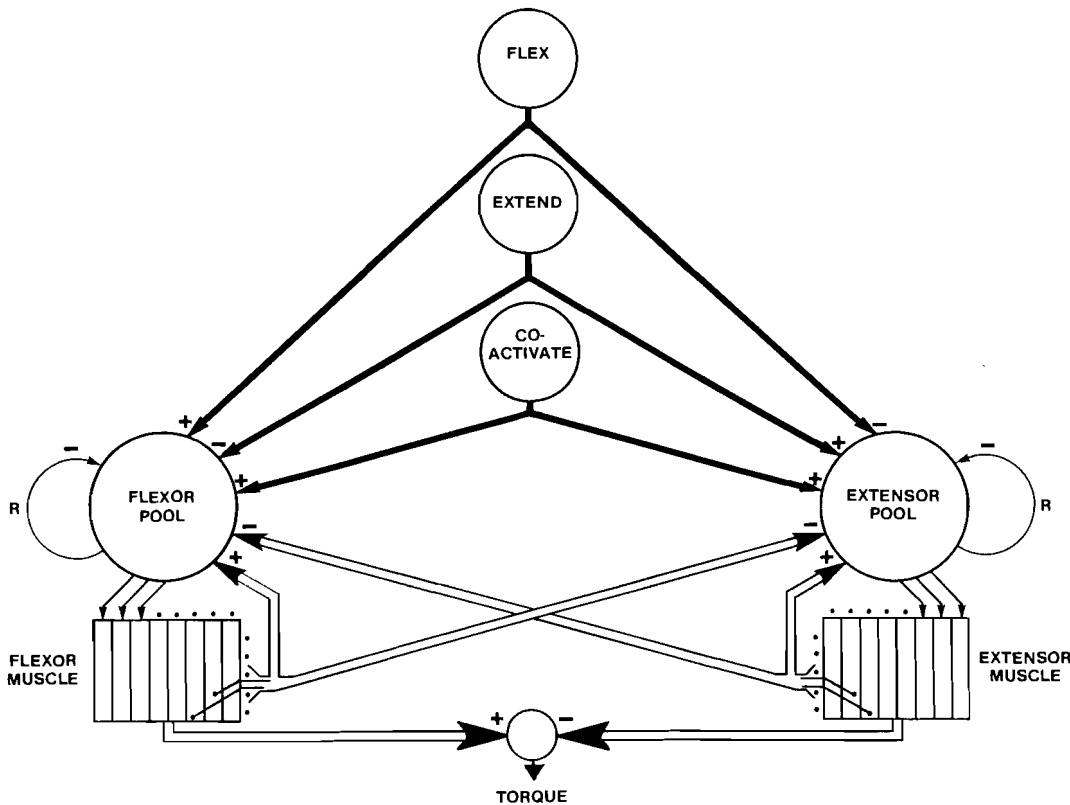 FLEX
EXTEND
CO-
ACTIVATE
+
-
-
+
+
-
+
+
-
-
R
FLEXOR
POOL
EXTENSOR
POOL
R
-
-
+
+
FLEXOR
MUSCLE
EXTENSOR
MUSCLE
+
-
TORQUE